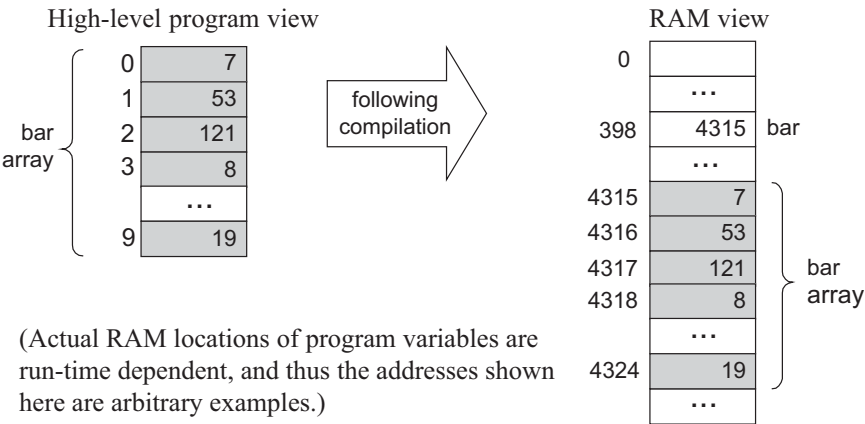 High-level program view
0 7
1 53
bar array
2 121
3 8
...
9 19
following
compilation
RAM view
0
...
398 4315 bar
...
4315 7
4316 53
4317 121
bar
array
4318 8
...
4324 19
...
(Actual RAM locations of program variables are
run-time dependent, and thus the addresses shown
here are arbitrary examples.)